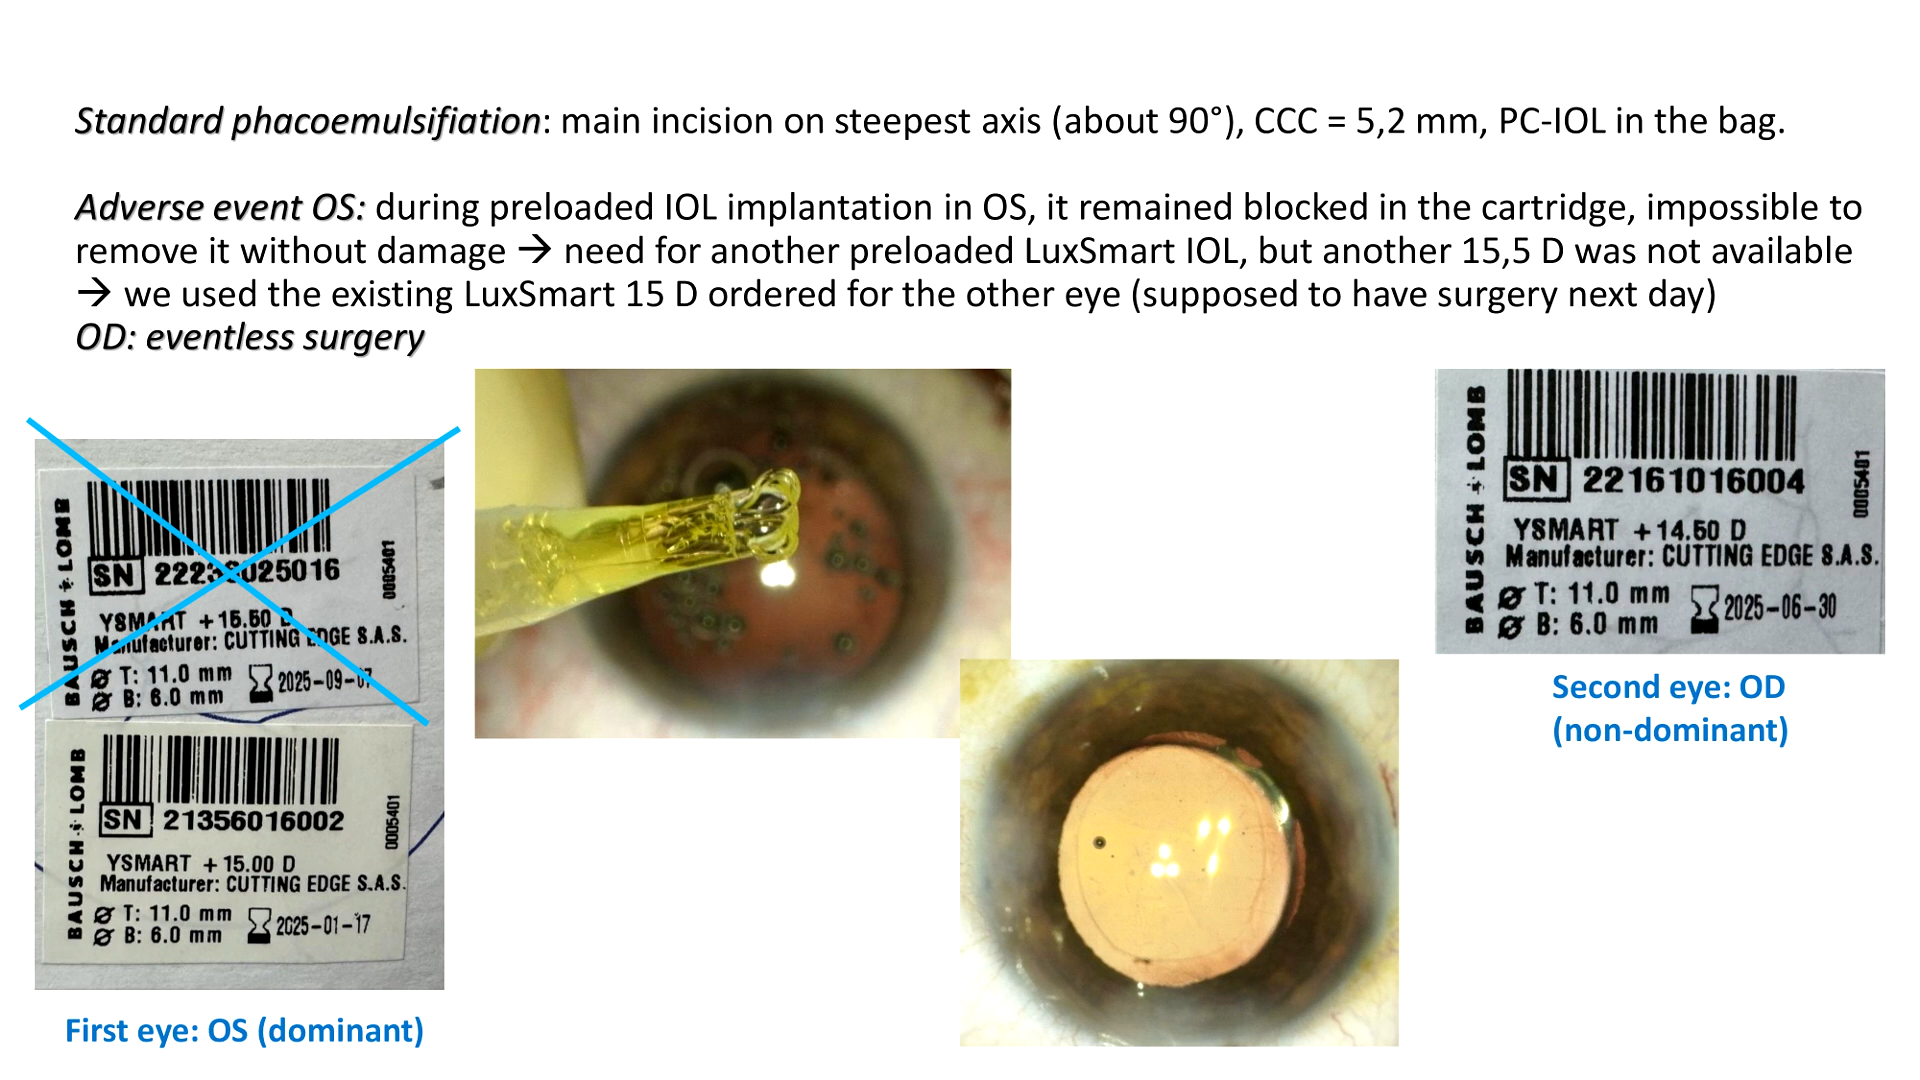 Standard phacoemulsifiation: main incision on steepest axis (about 90°), CCC = 5,2 mm, PC-IOL in the bag.
Adverse event OS: during preloaded IOL implantation in OS, it remained blocked in the cartridge, impossible to
remove it without damage → need for another preloaded LuxSmart IOL, but another 15,5 D was not available
→ we used the existing LuxSmart 15 D ordered for the other eye (supposed to have surgery next day)
OD: eventless surgery
BAUSCH + LOMB
SN 22236025016
0005401
YSMART +15.50 D
Manufacturer: CUTTING EDGE S.A.S.
Ø T: 11.0 mm
Ø B: 6.0 mm
2025-09-07
BAUSCH + LOMB
SN 21356016002
0005401
YSMART +15.00 D
Manufacturer: CUTTING EDGE S.A.S.
Ø T: 11.0 mm
Ø B: 6.0 mm
2025-01-17
First eye: OS (dominant)
BAUSCH + LOMB
SN 22161016004
0005401
YSMART +14.50 D
Manufacturer: CUTTING EDGE S.A.S.
Ø T: 11.0 mm
Ø B: 6.0 mm
2025-06-30
Second eye: OD
(non-dominant)